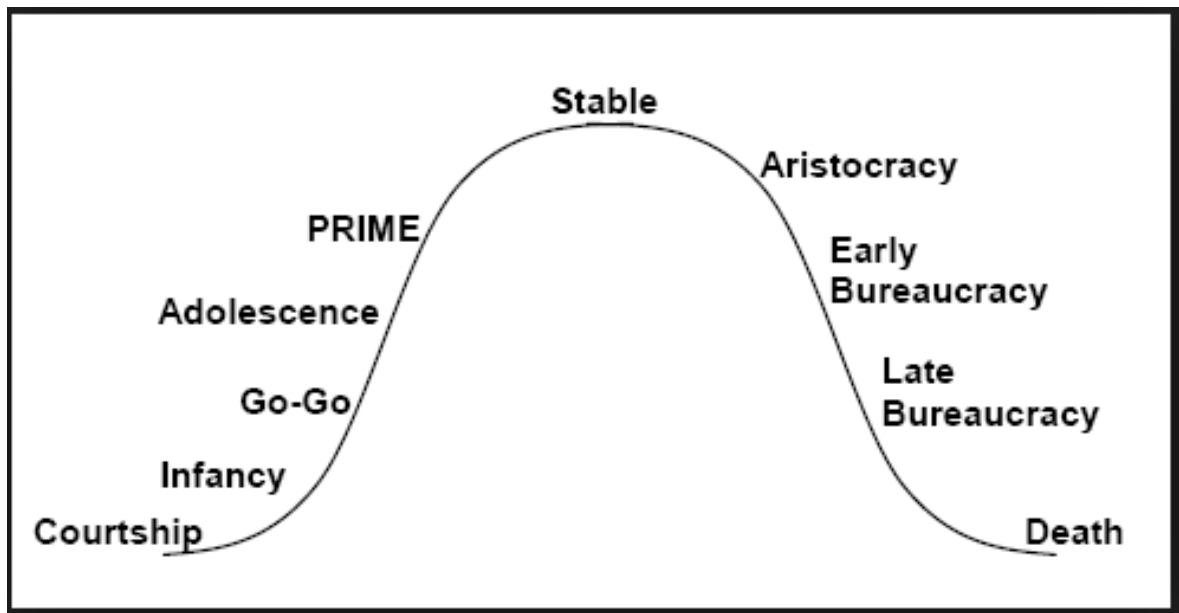 Stable
Aristocracy
PRIME
Early
Bureaucracy
Adolescence
Late
Bureaucracy
Go-Go
Infancy
Courtship
Death